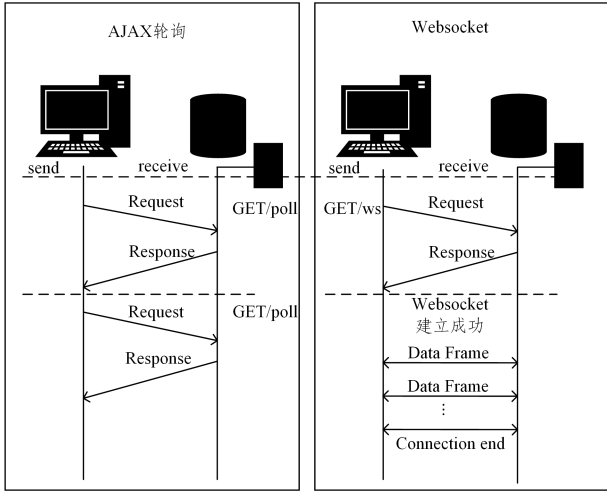 AJAX轮询
send
receive
Request
GET/poll
Response
Request
GET/poll
Response
Websocket
send
receive
GET/ws
Request
Response
Websocket
建立成功
Data Frame
Data Frame
⋮
Connection end